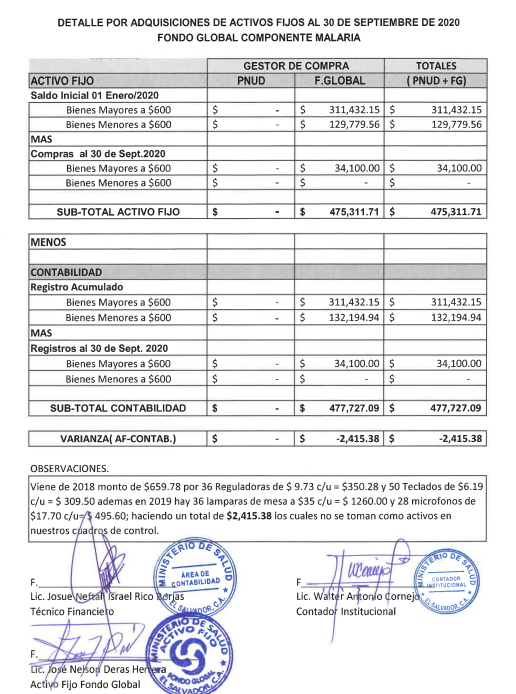 DETALLE POR ADQUISICIONES DE ACTIVOS FIJOS AL 30 DE SEPTIEMBRE DE 2020
FONDO GLOBAL COMPONENTE MALARIA
GESTOR DE COMPRA TOTALES
ACTIVO FIJO PNUD F.GLOBAL ( PNUD + FG)
Saldo Inicial 01 Enero/2020
Bienes Mayores a $600 $ - $ 311,432.15 $ 311,432.15
Bienes Menores a $600 $ - $ 129,779.56 $ 129,779.56
MAS
Compras al 30 de Sept.2020
Bienes Mayores a $600 $ - $ 34,100.00 $ 34,100.00
Bienes Menores a $600 $ - $ - $ -
SUB-TOTAL ACTIVO FIJO $ - $ 475,311.71 $ 475,311.71
MENOS
CONTABILIDAD
Registro Acumulado
Bienes Mayores a $600 $ - $ 311,432.15 $ 311,432.15
Bienes Menores a $600 $ - $ 132,194.94 $ 132,194.94
MAS
Registros al 30 de Sept. 2020
Bienes Mayores a $600 $ - $ 34,100.00 $ 34,100.00
Bienes Menores a $600 $ - $ - $ -
SUB-TOTAL CONTABILIDAD $ - $ 477,727.09 $ 477,727.09
VARIANZA( AF-CONTAB.) $ - $ -2,415.38 $ -2,415.38
OBSERVACIONES.
Viene de 2018 monto de $659.78 por 36 Reguladoras de $ 9.73 c/u = $350.28 y 50 Teclados de $6.19
c/u = $ 309.50 ademas en 2019 hay 36 lamparas de mesa a $35 c/u = $ 1260.00 y 28 microfonos de
$17.70 c/u= $ 495.60; haciendo un total de $2,415.38 los cuales no se toman como activos en
nuestros cuadros de control.
MINISTERIO DE SALUD
ÁREA DE
CONTABILIDAD
EL SALVADOR, C.A.
MINISTERIO DE SALUD
CONTADOR
INSTITUCIONAL
EL SALVADOR, C.A.
F.
F
Lic. Josue Neftali Israel Rico Borjas
Lic. Walter Antonio Cornejo
Técnico Financiero
Contador Institucional
MINISTERIO DE SALUD
ACTIVO FIJO
FONDO GLOBAL
EL SALVADOR, C.A.
F.
Lic. José Nelson Deras Herrera
Activo Fijo Fondo Global